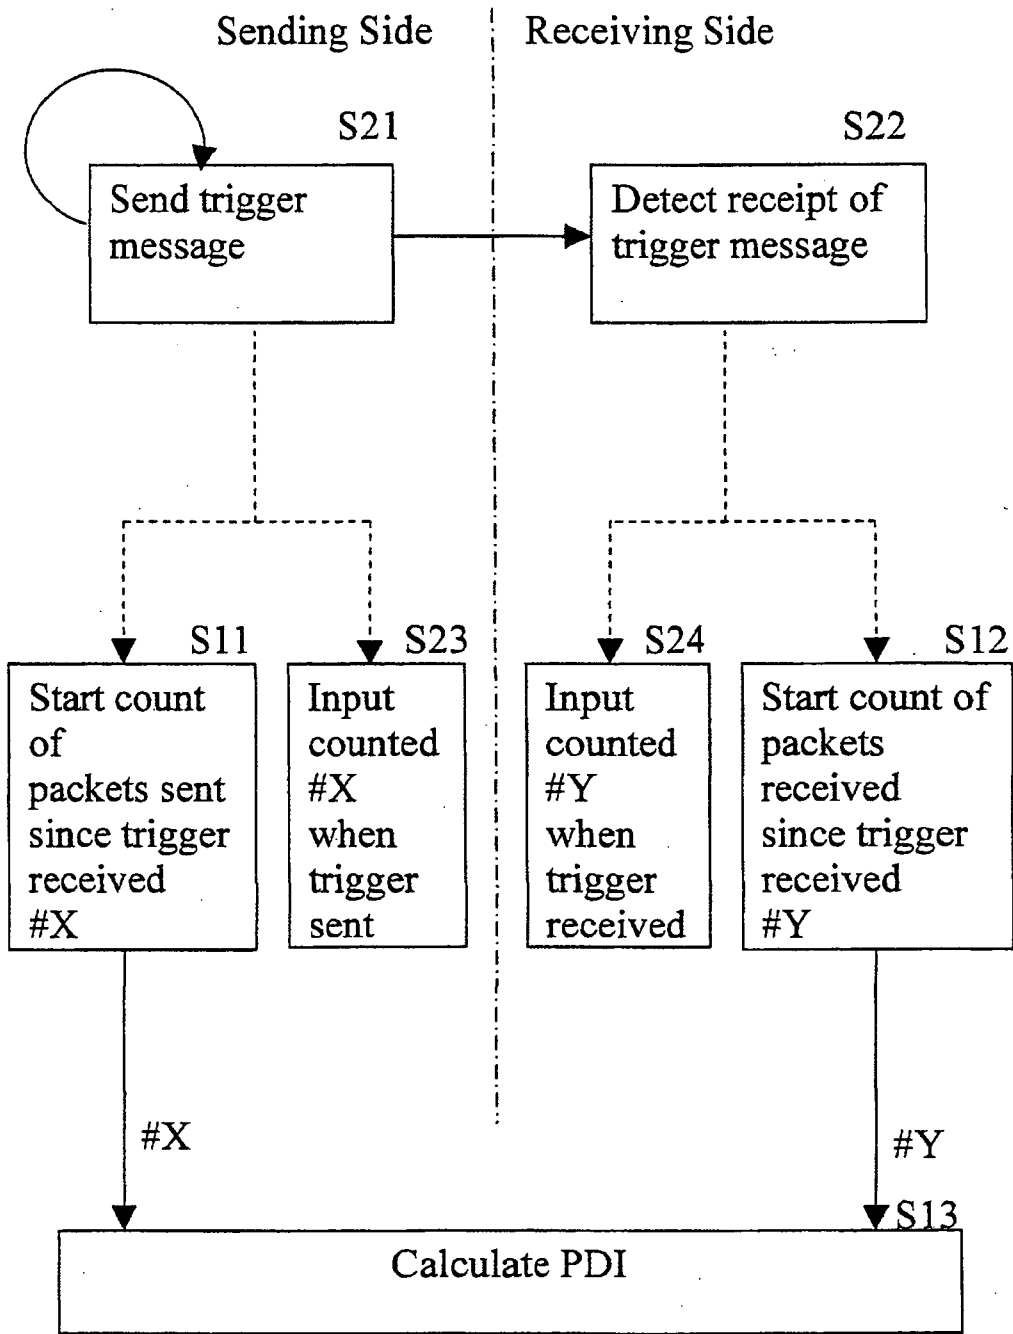 Sending Side
Receiving Side
S21
S22
Send trigger
message
Detect receipt of
trigger message
S11
S23
S24
S12
Start count
of
packets sent
since trigger
received
#X
Input
counted
#X
when
trigger
sent
Input
counted
#Y
when
trigger
received
Start count of
packets
received
since trigger
received
#Y
#X
#Y
S13
Calculate PDI